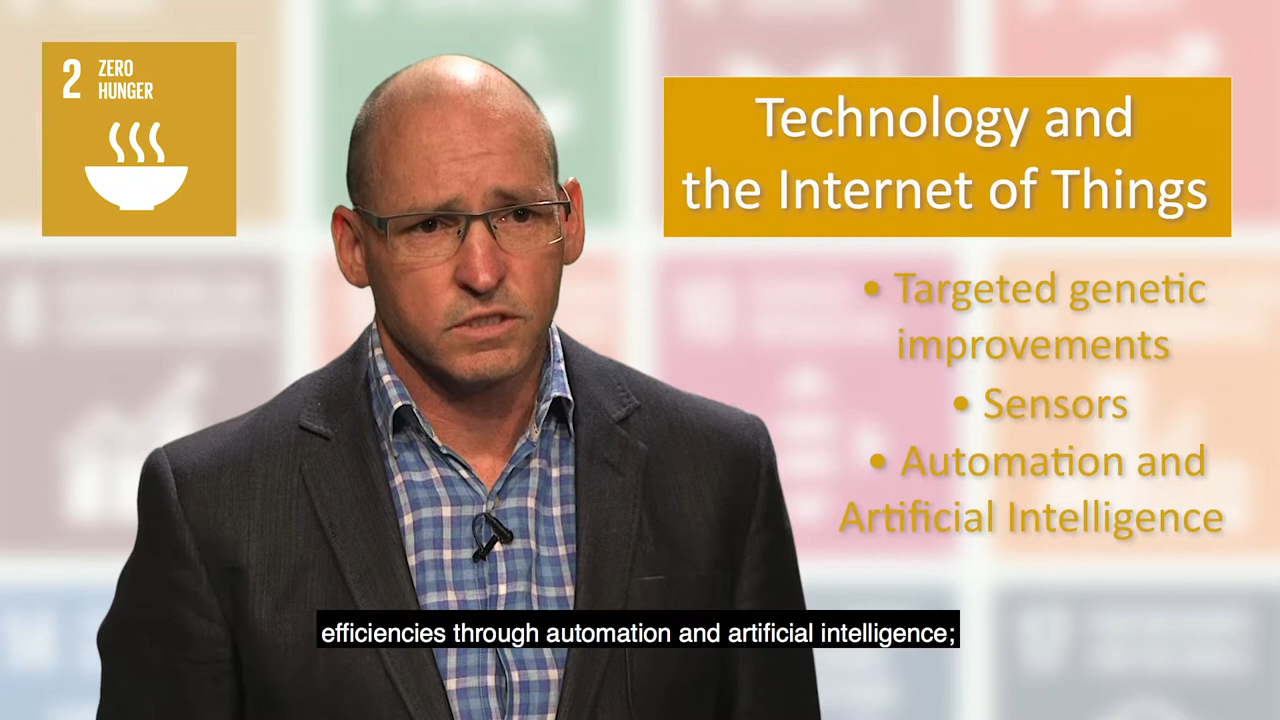 2 ZERO
HUNGER
Technology and
the Internet of Things
• Targeted genetic
improvements
• Sensors
• Automation and
Artificial Intelligence
efficiencies through automation and artificial intelligence;